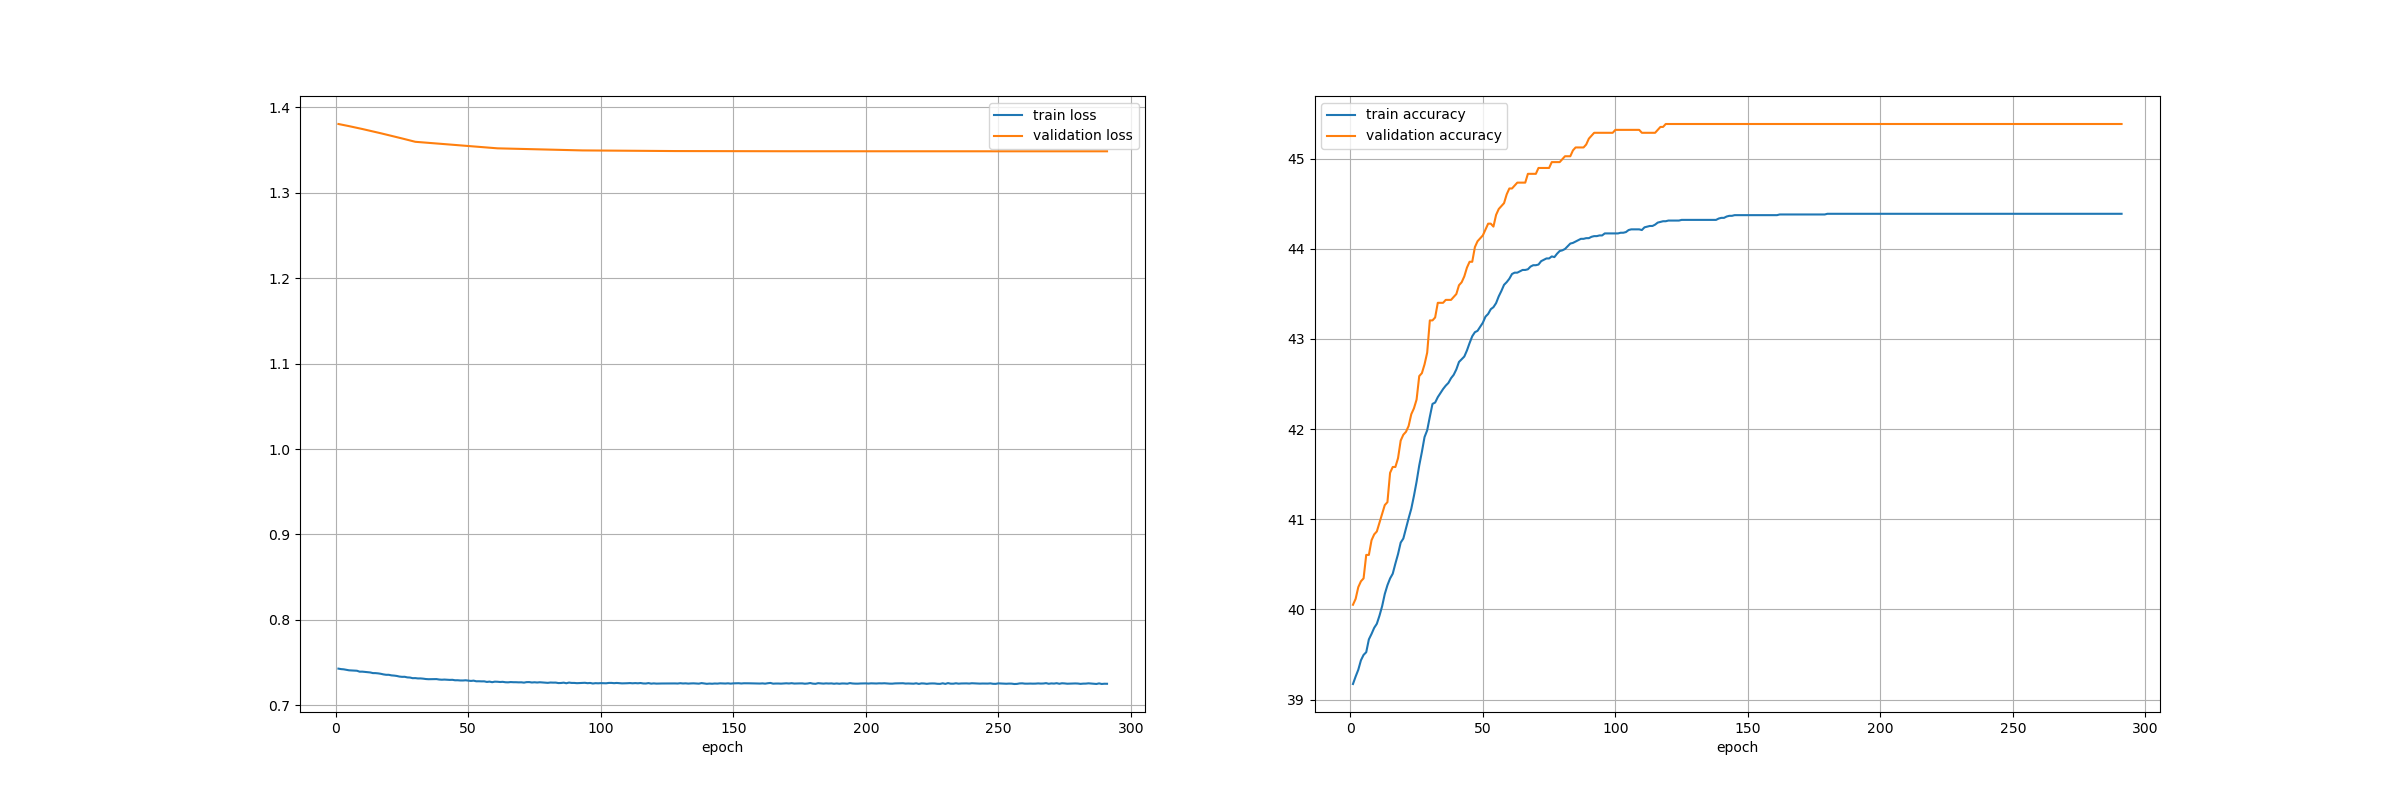 train loss
validation loss
1.4
1.3
1.2
1.1
1.0
0.9
0.8
0.7
0 50 100 150 200 250 300
epoch
train accuracy
validation accuracy
45
44
43
42
41
40
39
0 50 100 150 200 250 300
epoch